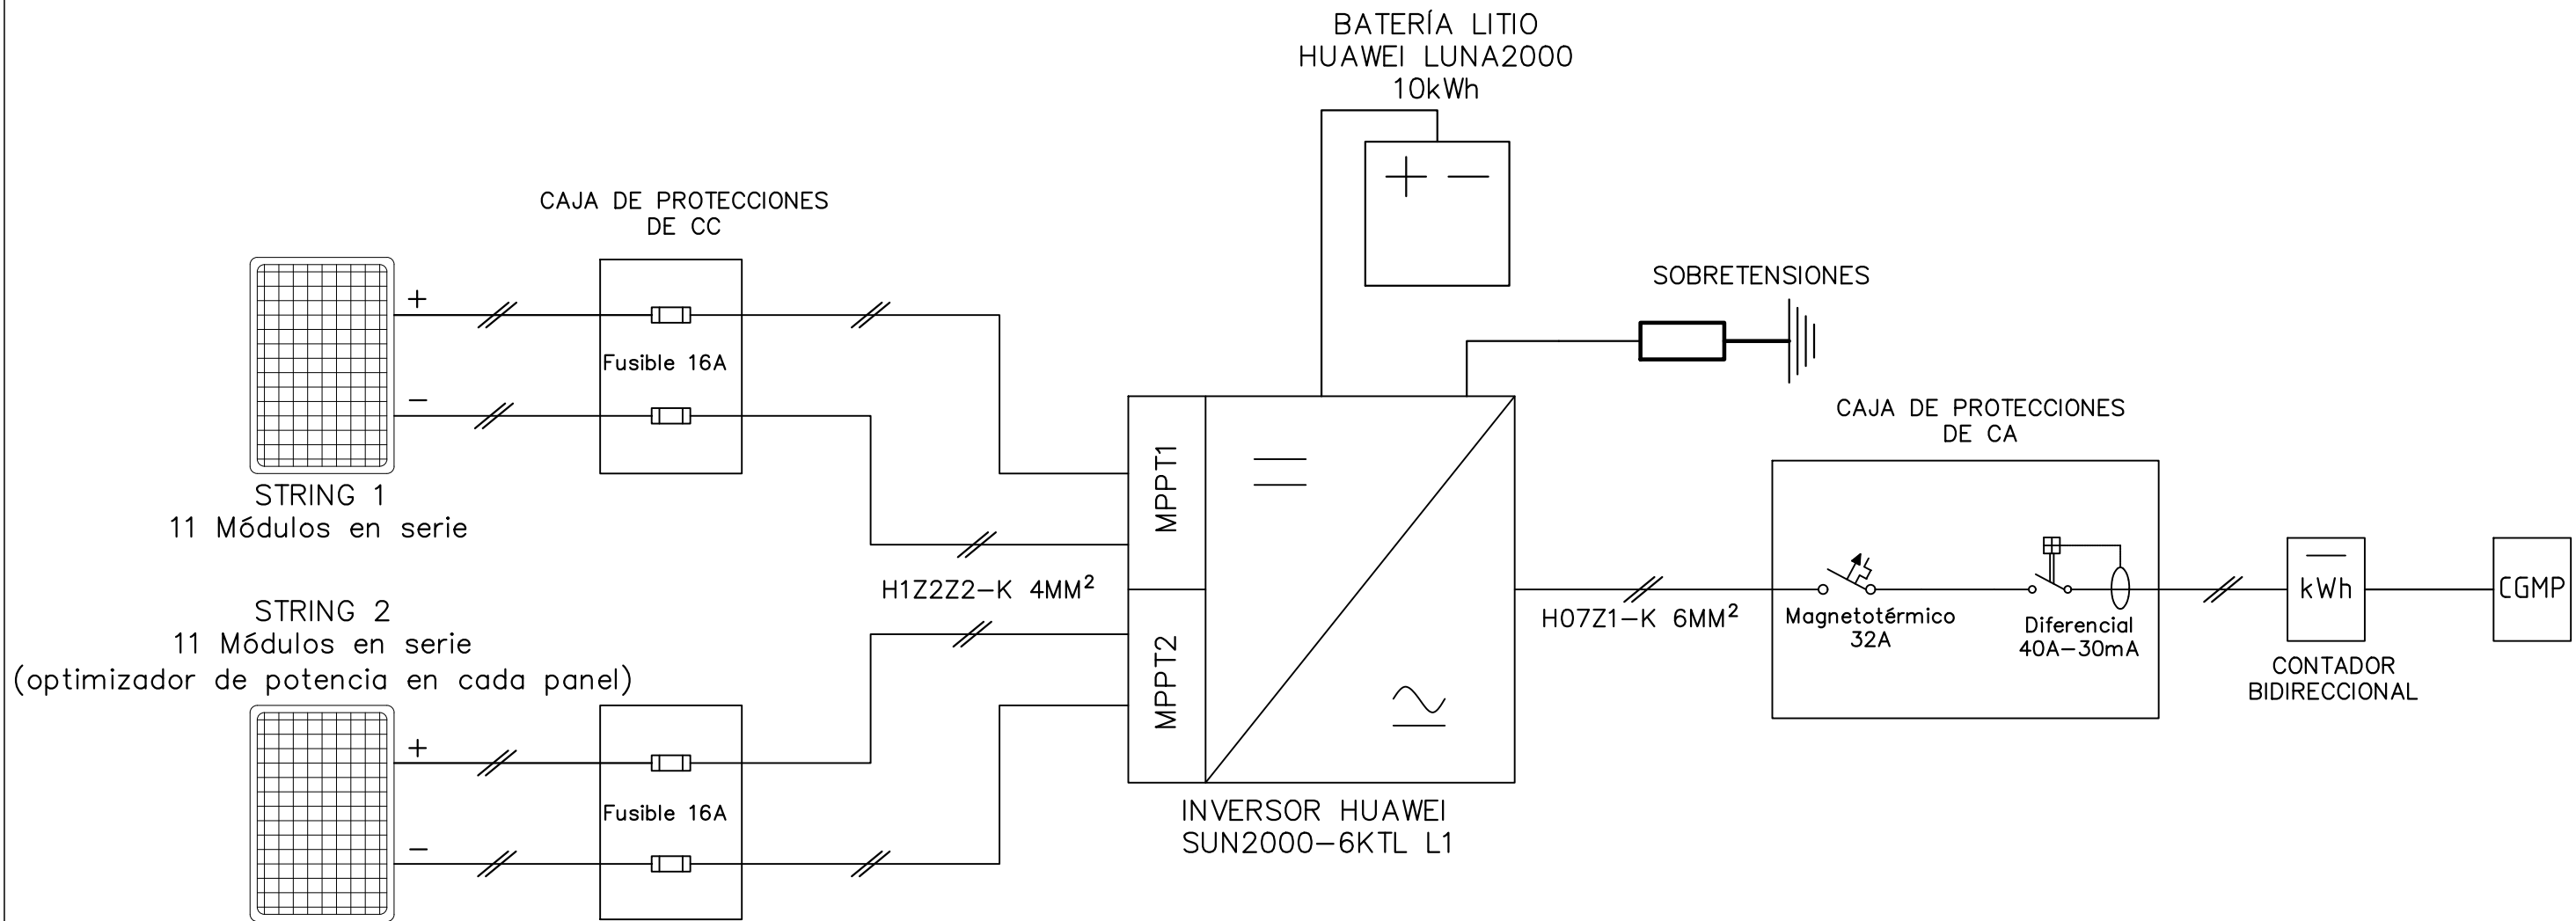 BATERÍA LITIO
HUAWEI LUNA2000
10kWh
+ −
CAJA DE PROTECCIONES
DE CC
+
Fusible 16A
−
STRING 1
11 Módulos en serie
SOBRETENSIONES
MPPT1
H1Z2Z2-K 4MM²
STRING 2
11 Módulos en serie
(optimizador de potencia en cada panel)
+
Fusible 16A
−
MPPT2
INVERSOR HUAWEI
SUN2000-6KTL L1
H07Z1-K 6MM²
CAJA DE PROTECCIONES
DE CA
Magnetotérmico
32A
Diferencial
40A-30mA
kWh
CONTADOR
BIDIRECCIONAL
CGMP